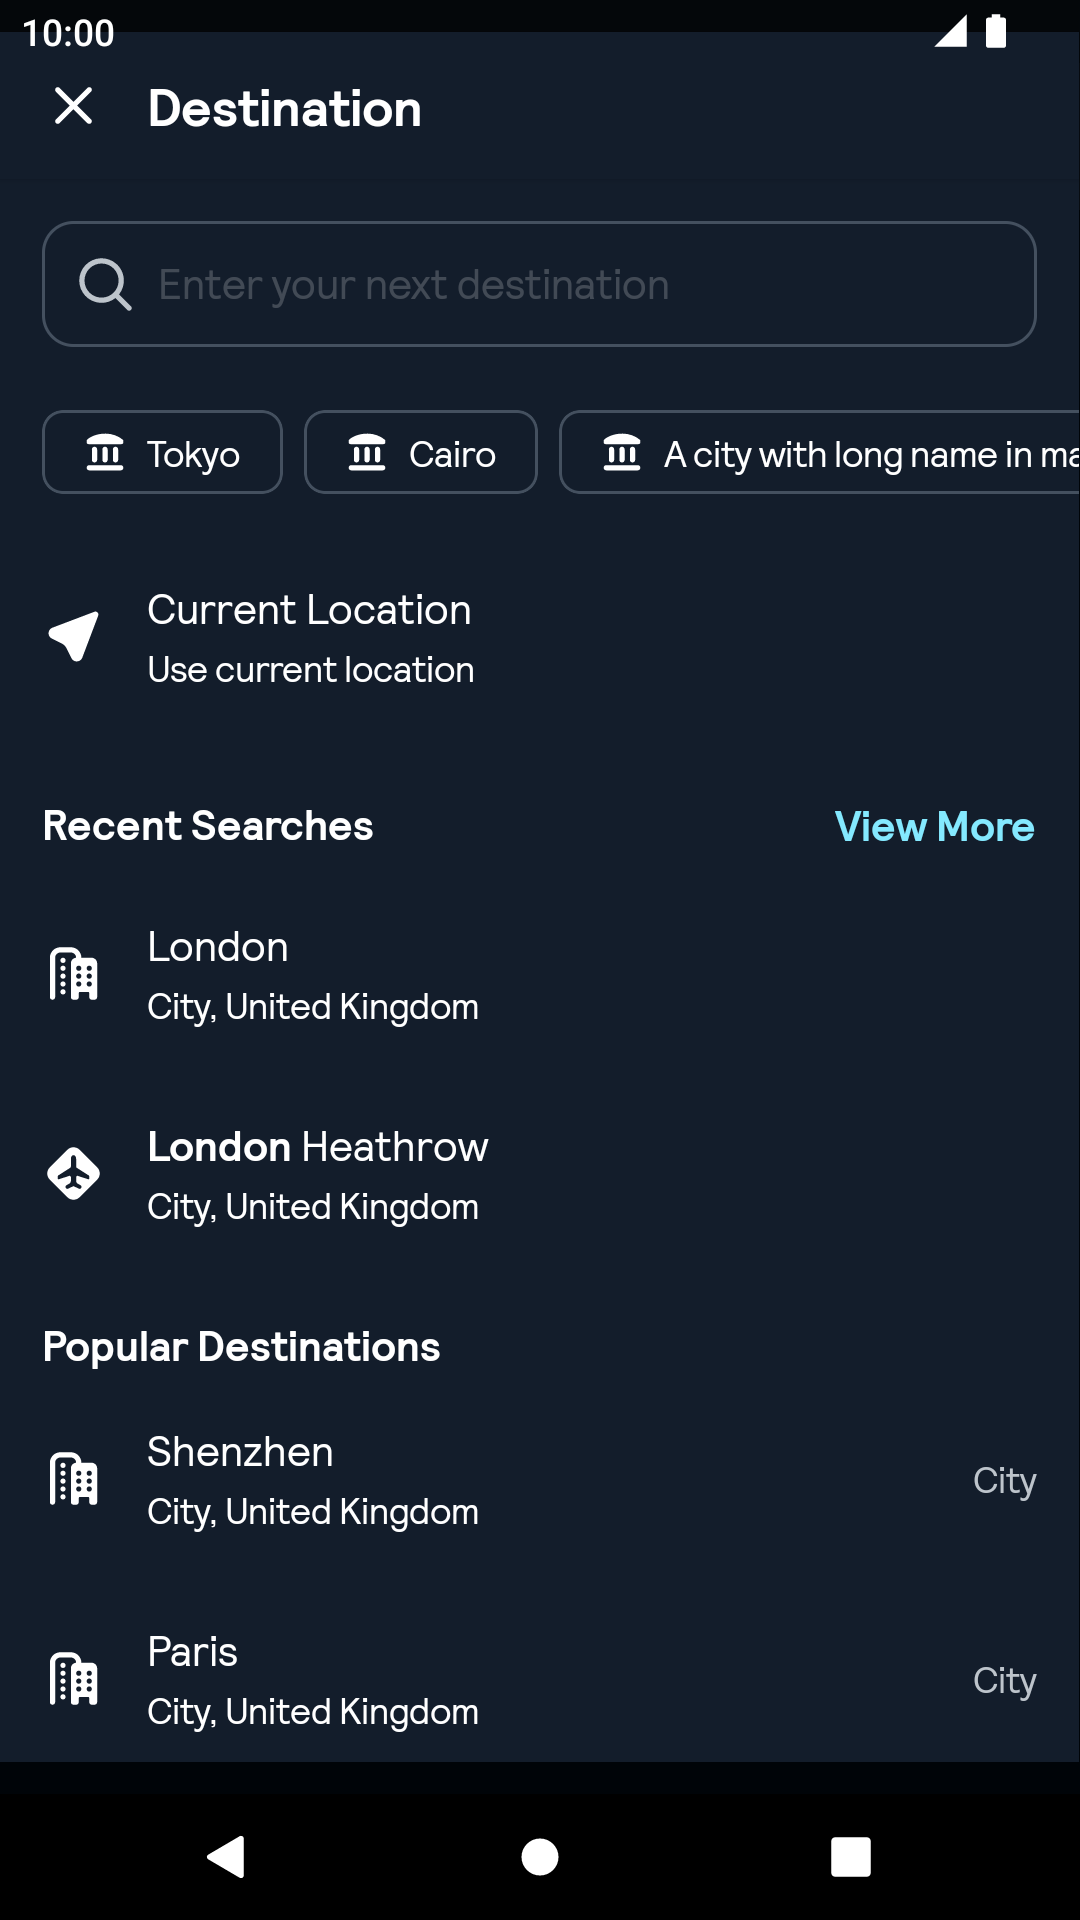 10:00
Destination
Enter your next destination
Tokyo
Cairo
A city with long name in ma
Current Location
Use current location
Recent Searches
View More
London
City, United Kingdom
London Heathrow
City, United Kingdom
Popular Destinations
Shenzhen
City, United Kingdom
City
Paris
City, United Kingdom
City